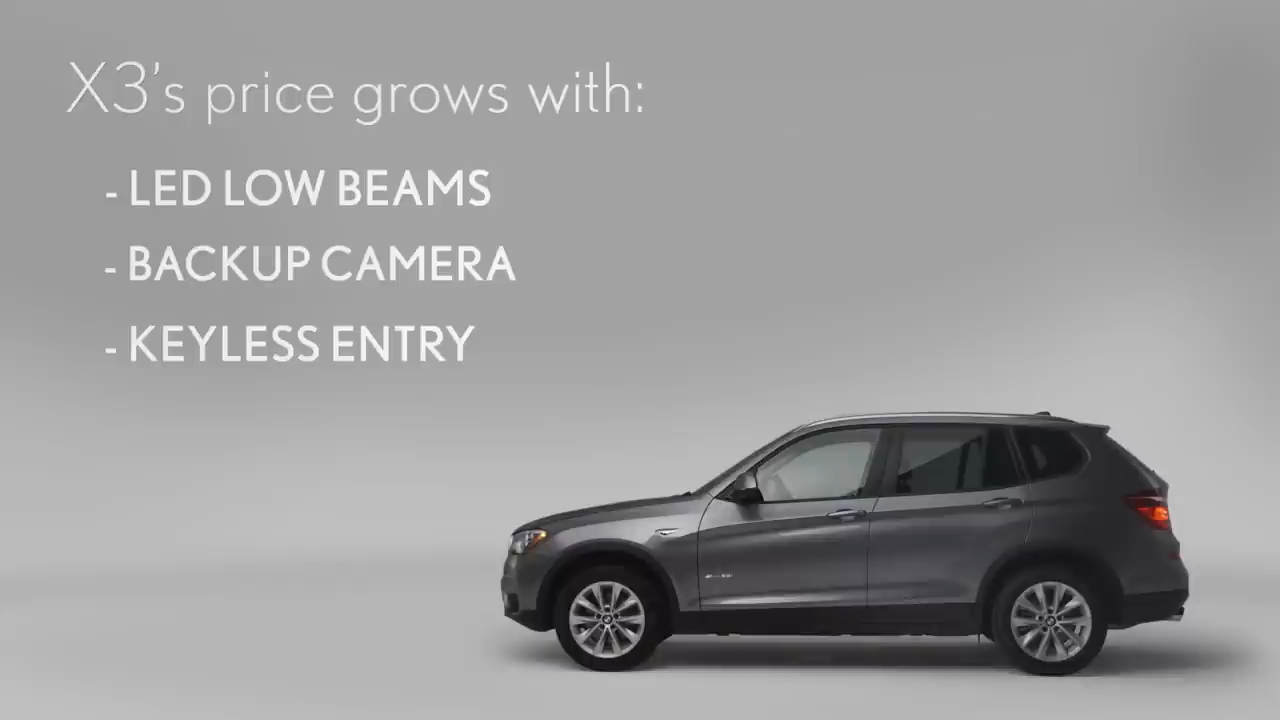 X3's price grows with:
- LED LOW BEAMS
- BACKUP CAMERA
- KEYLESS ENTRY